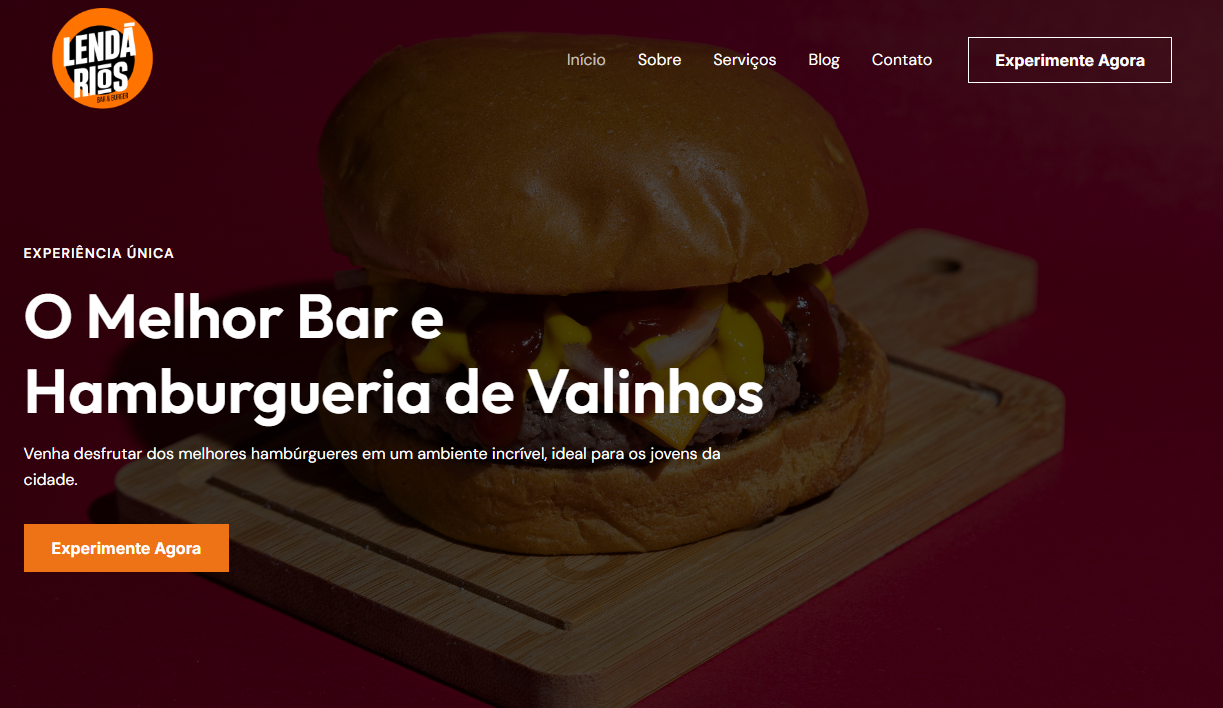 LENDÁ
RIOS
BAR & BURGER
Início Sobre Serviços Blog Contato Experimente Agora
EXPERIÊNCIA ÚNICA
O Melhor Bar e
Hamburgueria de Valinhos
Venha desfrutar dos melhores hambúrgueres em um ambiente incrível, ideal para os jovens da
cidade.
Experimente Agora